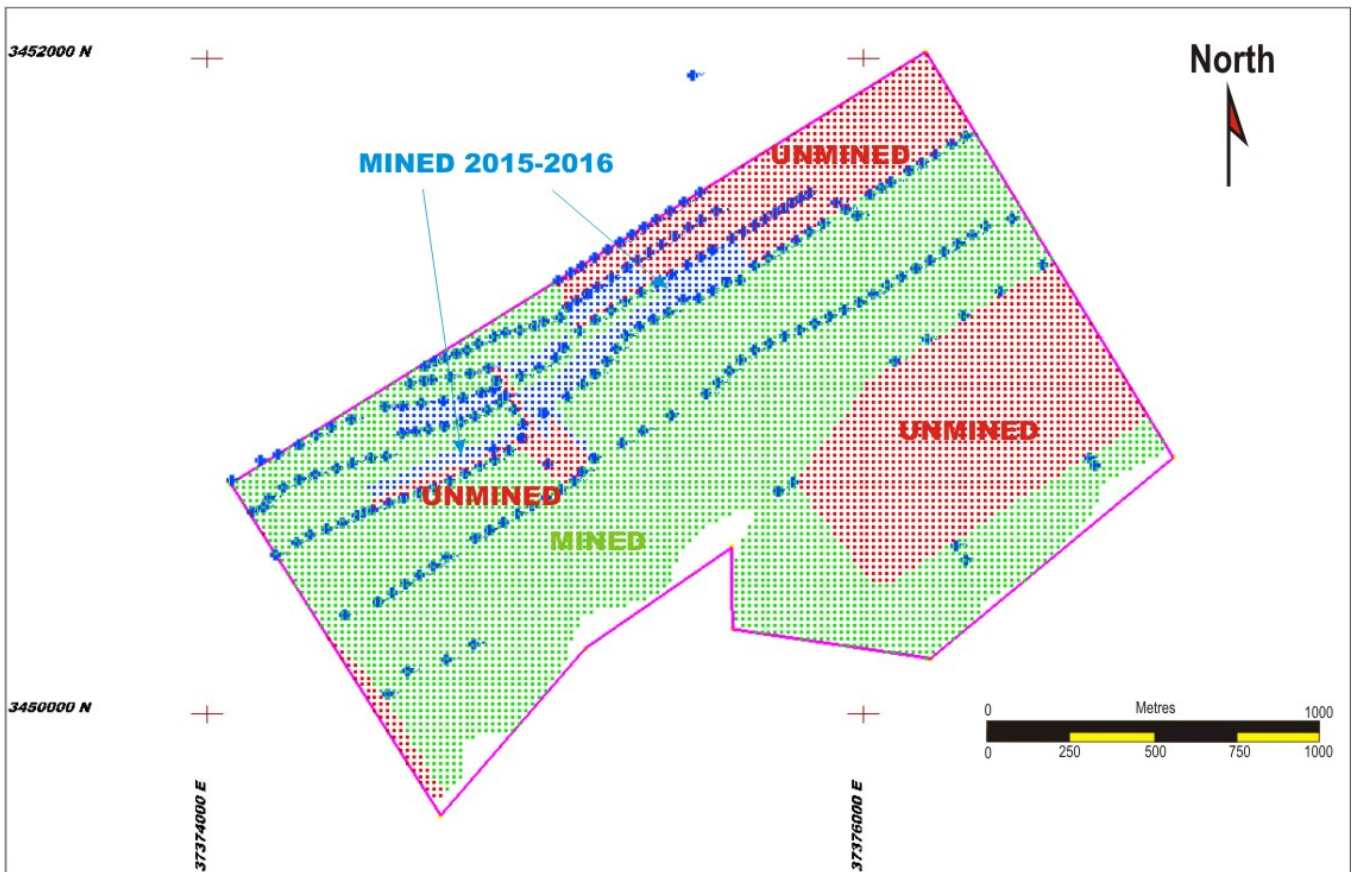 3452000 N
North
UNMINED
MINED 2015-2016
UNMINED
UNMINED
MINED
3450000 N
0 Metres 1000
0 250 500 750 1000
37374000 E
37376000 E